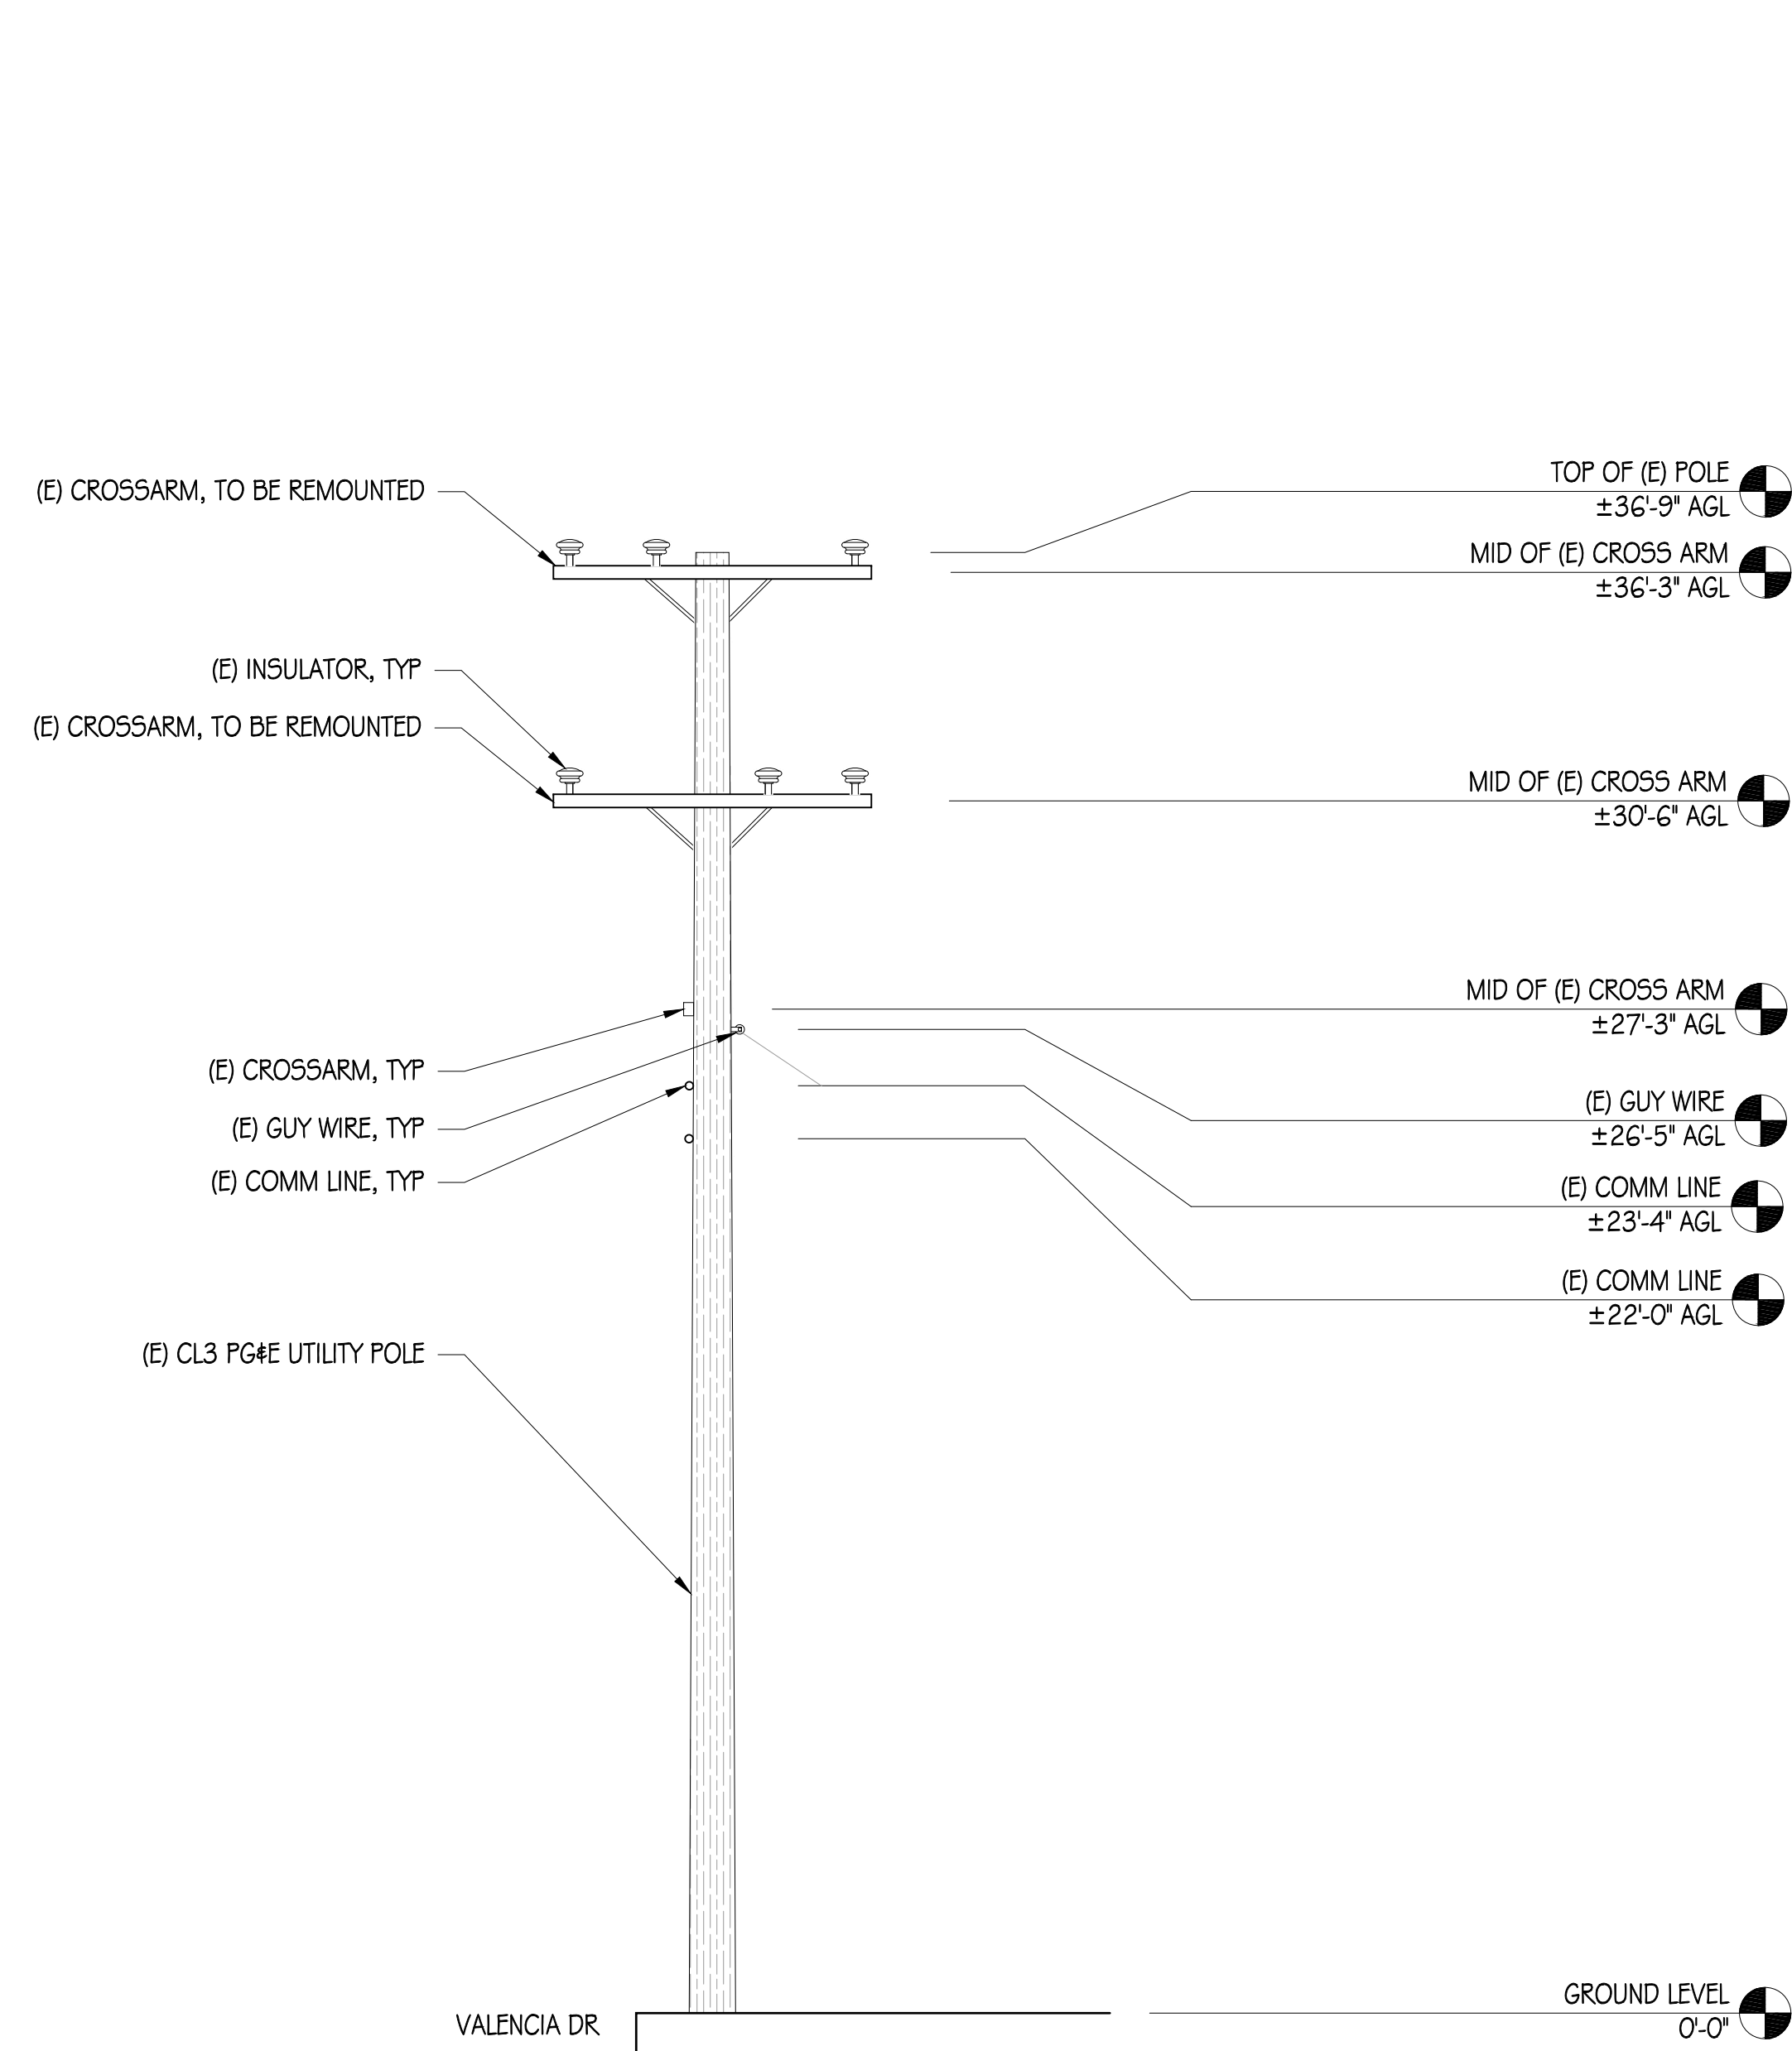 TOP OF (E) POLE
±36'-9" AGL
(E) CROSSARM, TO BE REMOUNTED
MID OF (E) CROSS ARM
±36'-3" AGL
(E) INSULATOR, TYP
(E) CROSSARM, TO BE REMOUNTED
MID OF (E) CROSS ARM
±30'-6" AGL
MID OF (E) CROSS ARM
±27'-3" AGL
(E) CROSSARM, TYP
(E) GUY WIRE
±26'-5" AGL
(E) GUY WIRE, TYP
(E) COMM LINE, TYP
(E) COMM LINE
±23'-4" AGL
(E) COMM LINE
±22'-0" AGL
(E) CL3 PG&E UTILITY POLE
GROUND LEVEL
0'-0"
VALENCIA DR